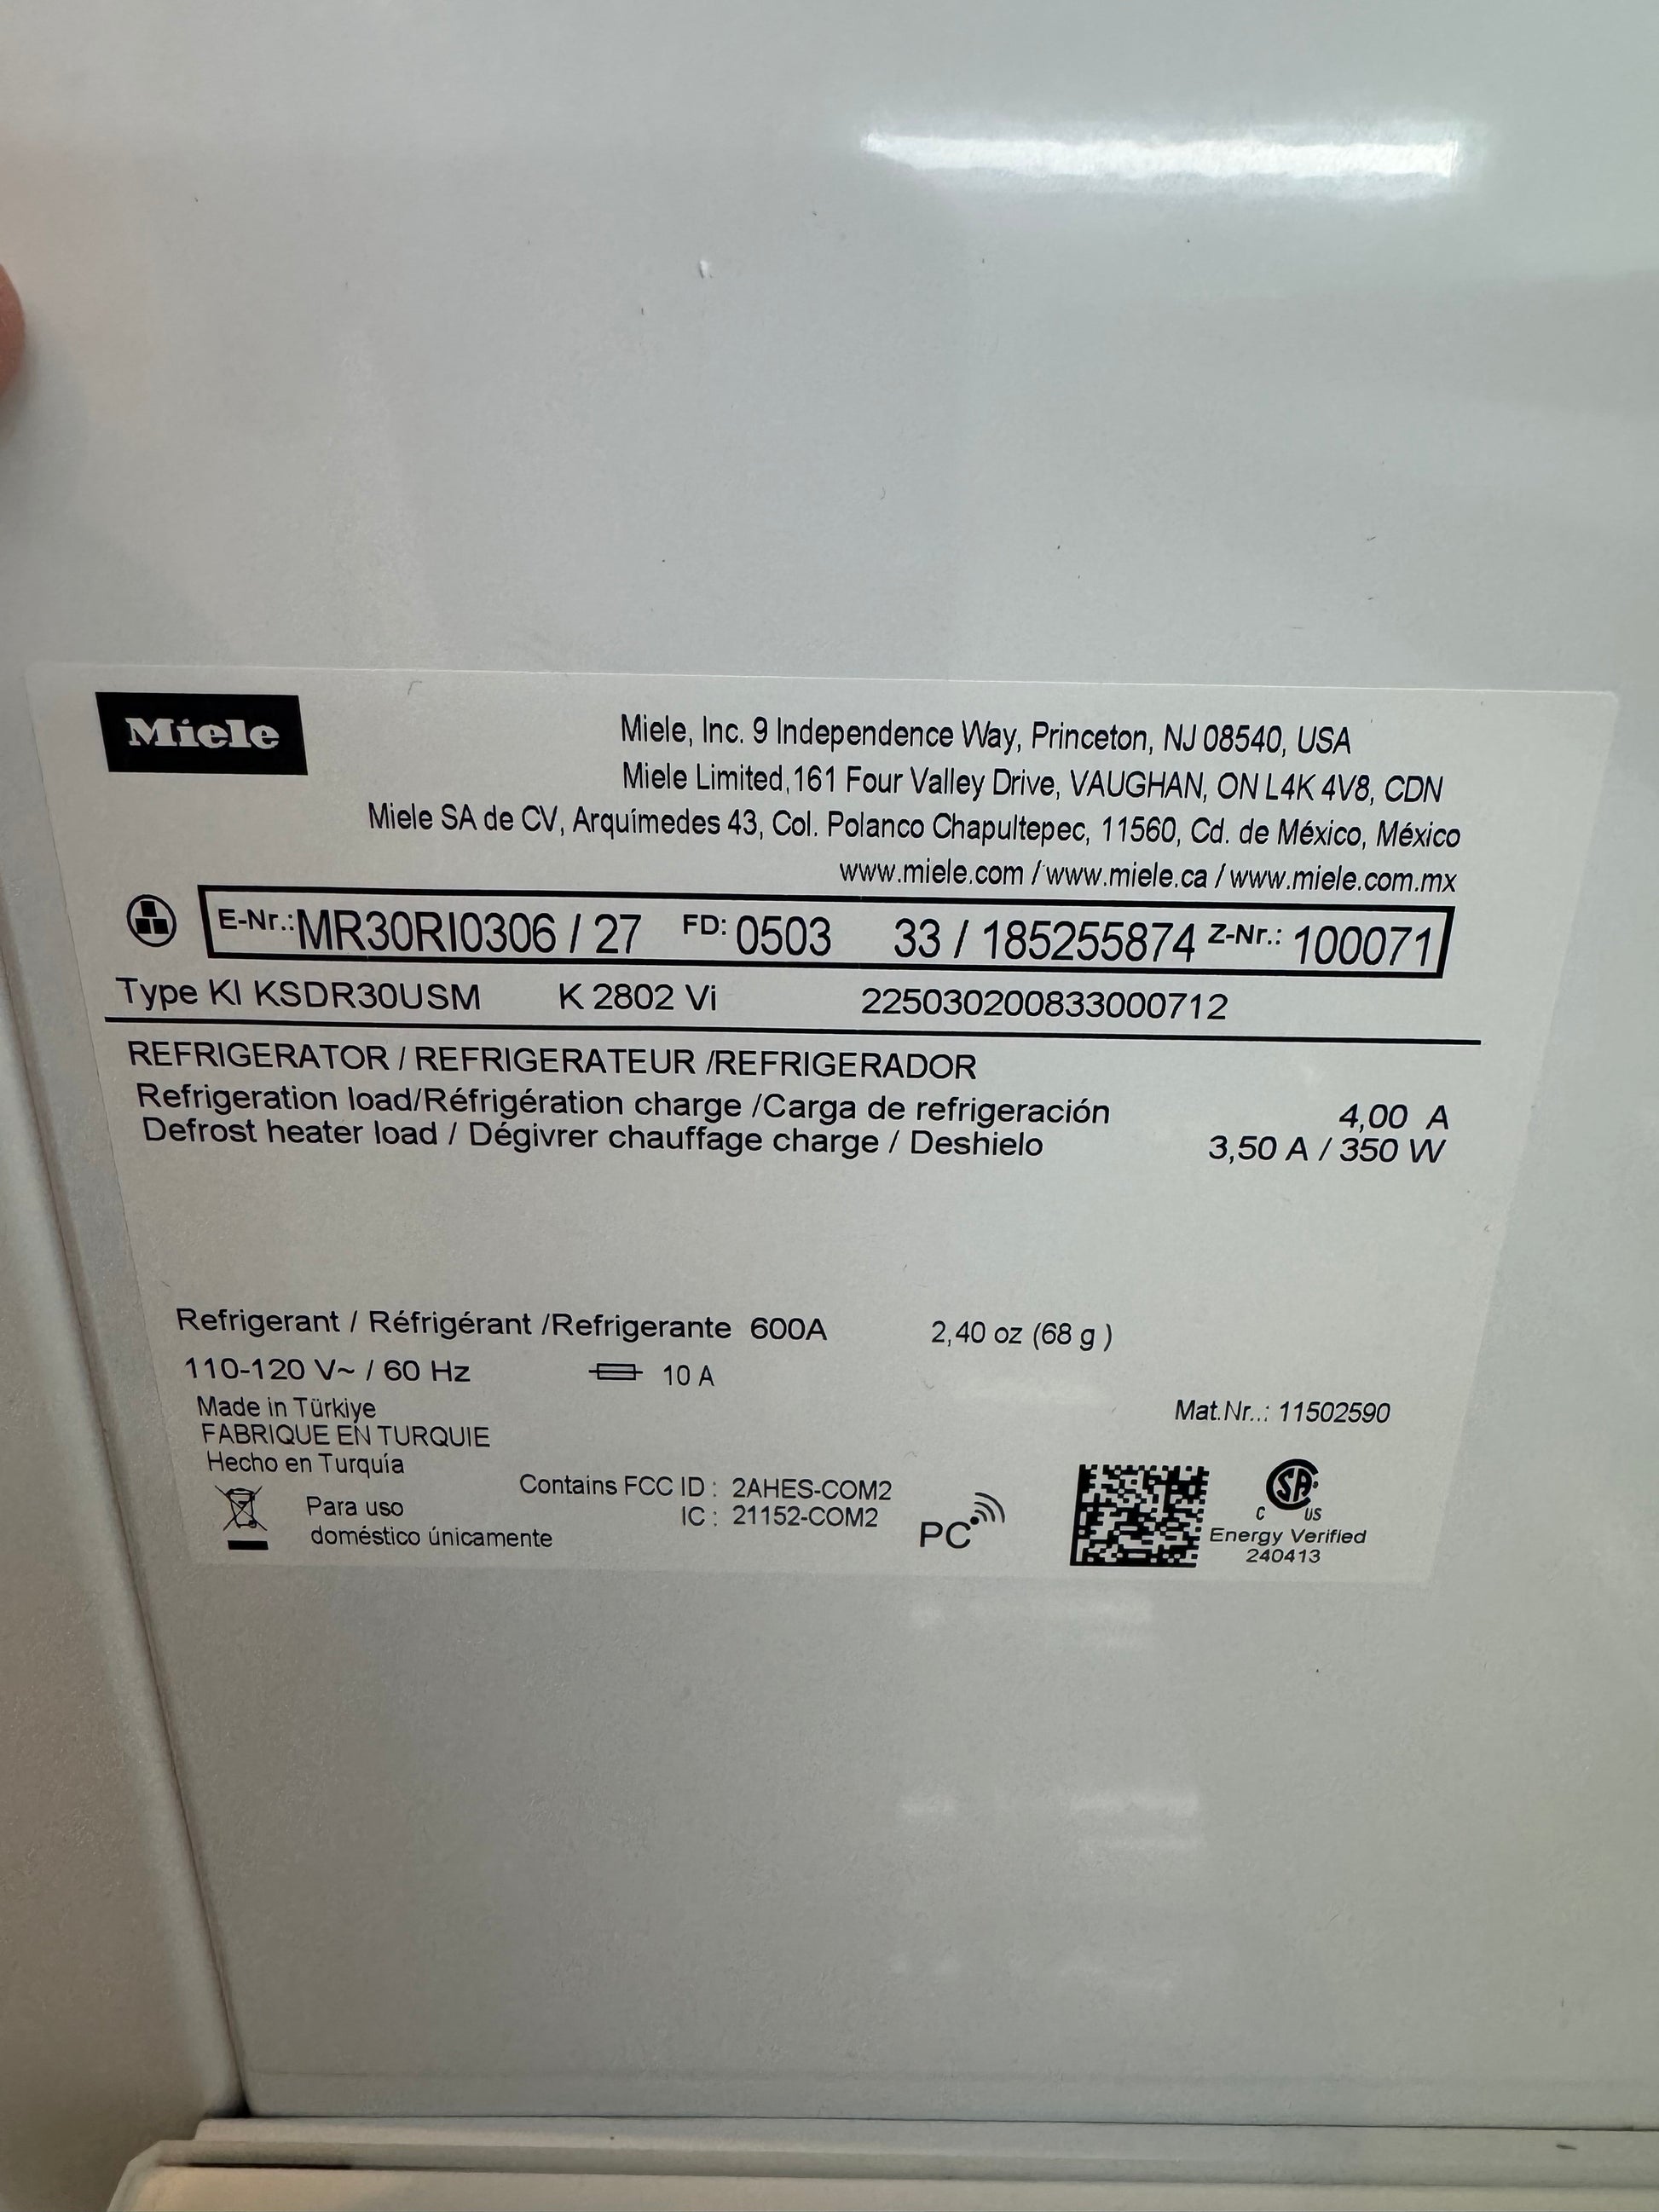 Miele
Miele, Inc. 9 Independence Way, Princeton, NJ 08540, USA
Miele Limited, 161 Four Valley Drive, VAUGHAN, ON L4K 4V8, CDN
Miele SA de CV, Arquímedes 43, Col. Polanco Chapultepec, 11560, Cd. de México, México
www.miele.com / www.miele.ca / www.miele.com.mx
E-Nr.: MR30RI0306 / 27 FD: 0503 33 / 185255874 Z-Nr.: 100071
Type KI KSDR30USM K 2802 Vi 225030200833000712
REFRIGERATOR / REFRIGERATEUR /REFRIGERADOR
Refrigeration load/Réfrigération charge /Carga de refrigeración 4,00 A
Defrost heater load / Dégivrer chauffage charge / Deshielo 3,50 A / 350 W
Refrigerant / Réfrigérant /Refrigerante 600A 2,40 oz (68 g )
110-120 V~ / 60 Hz 10 A
Made in Türkiye
Mat.Nr..: 11502590
FABRIQUE EN TURQUIE
Hecho en Turquía
Contains FCC ID : 2AHES-COM2
IC : 21152-COM2
Para uso
doméstico únicamente
PC
SA
C US
Energy Verified
240413